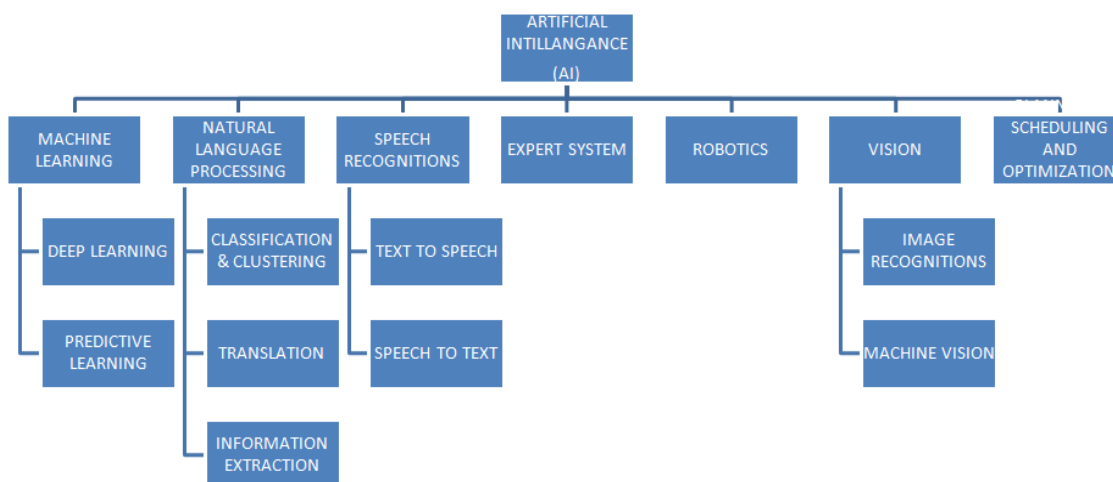 ARTIFICIAL
INTILLANGANCE
(AI)
MACHINE
LEARNING
NATURAL
LANGUAGE
PROCESSING
SPEECH
RECOGNITIONS
EXPERT SYSTEM
ROBOTICS
VISION
SCHEDULING
AND
OPTIMIZATION
DEEP LEARNING
CLASSIFICATION
& CLUSTERING
TEXT TO SPEECH
IMAGE
RECOGNITIONS
PREDICTIVE
LEARNING
TRANSLATION
SPEECH TO TEXT
MACHINE VISION
INFORMATION
EXTRACTION